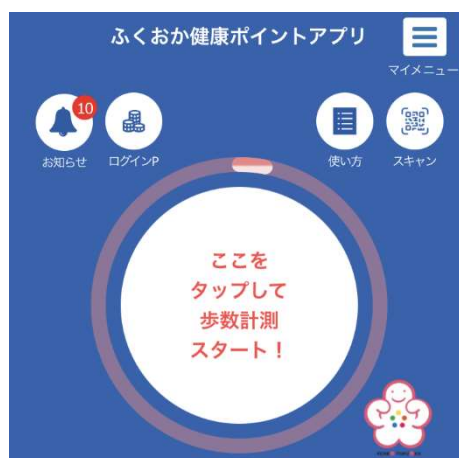 ふくおか健康ポイントアプリ
マイメニュー
10
お知らせ
ログインP
使い方
スキャン
ここを
タップして
歩数計測
スタート！